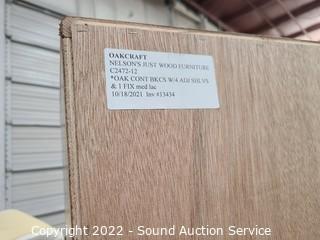 OAKCRAFT
NELSON'S JUST WOOD FURNITURE
C2472-12
*OAK CONT BKCS W/4 ADJ SHLVS
& 1 FIX med lac
10/18/2021 Inv #13434
Copyright 2022 - Sound Auction Service